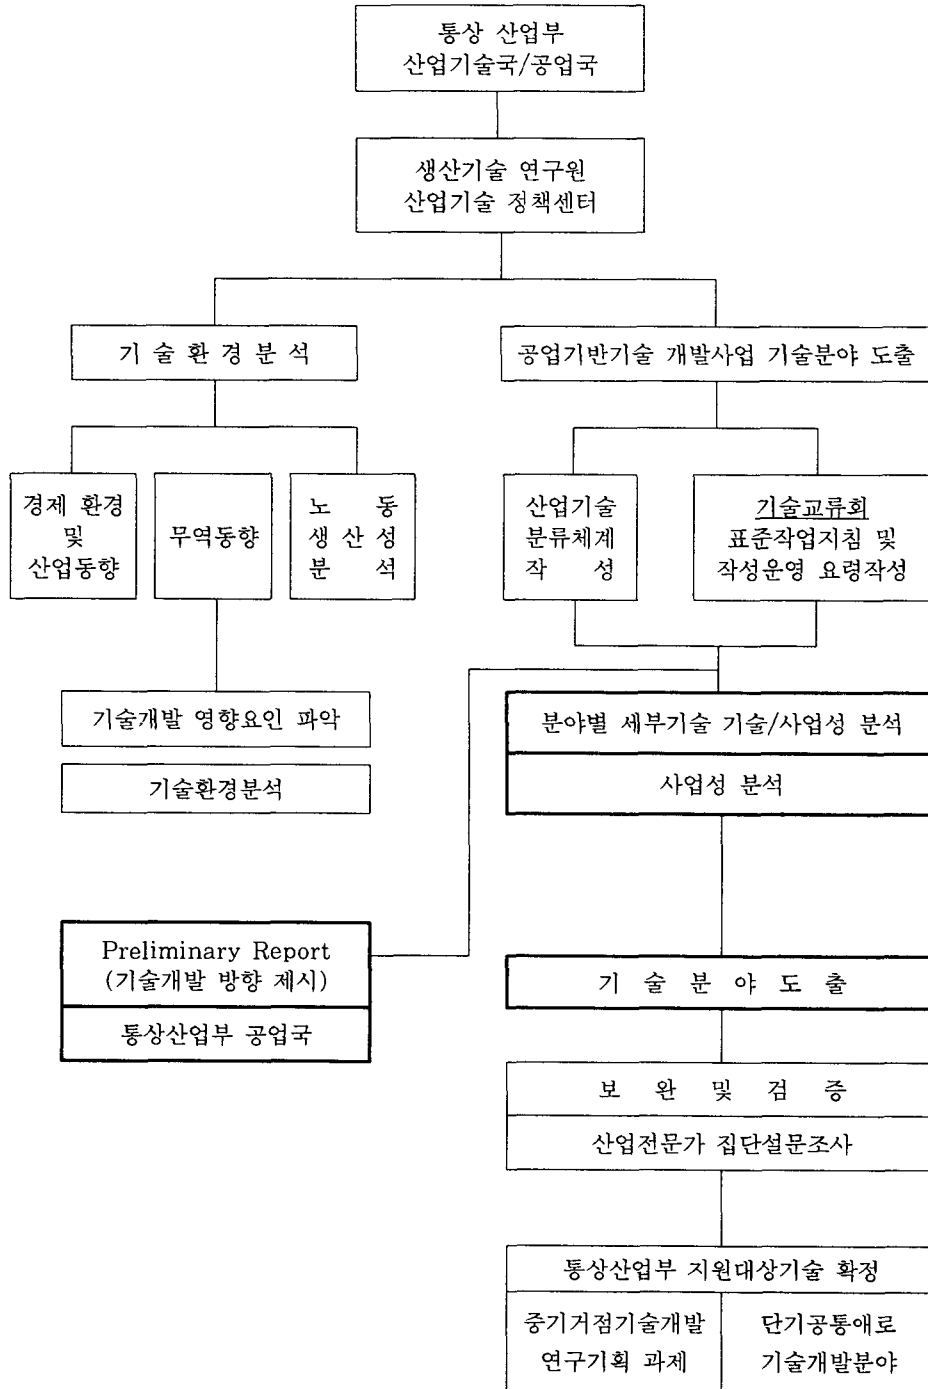 통상 산업부
산업기술국/공업국
생산기술 연구원
산업기술 정책센터
기 술 환 경 분 석
공업기반기술 개발사업 기술분야 도출
경제 환경
및
산업동향
무역동향
노 동
생 산 성
분 석
산업기술
분류체계
작 성
기술교류회
표준작업지침 및
작성운영 요령작성
기술개발 영향요인 파악
기술환경분석
분야별 세부기술 기술/사업성 분석
사업성 분석
Preliminary Report
(기술개발 방향 제시)
통상산업부 공업국
기 술 분 야 도 출
보 완 및 검 증
산업전문가 집단설문조사
통상산업부 지원대상기술 확정
중기거점기술개발
연구기획 과제
단기공통애로
기술개발분야